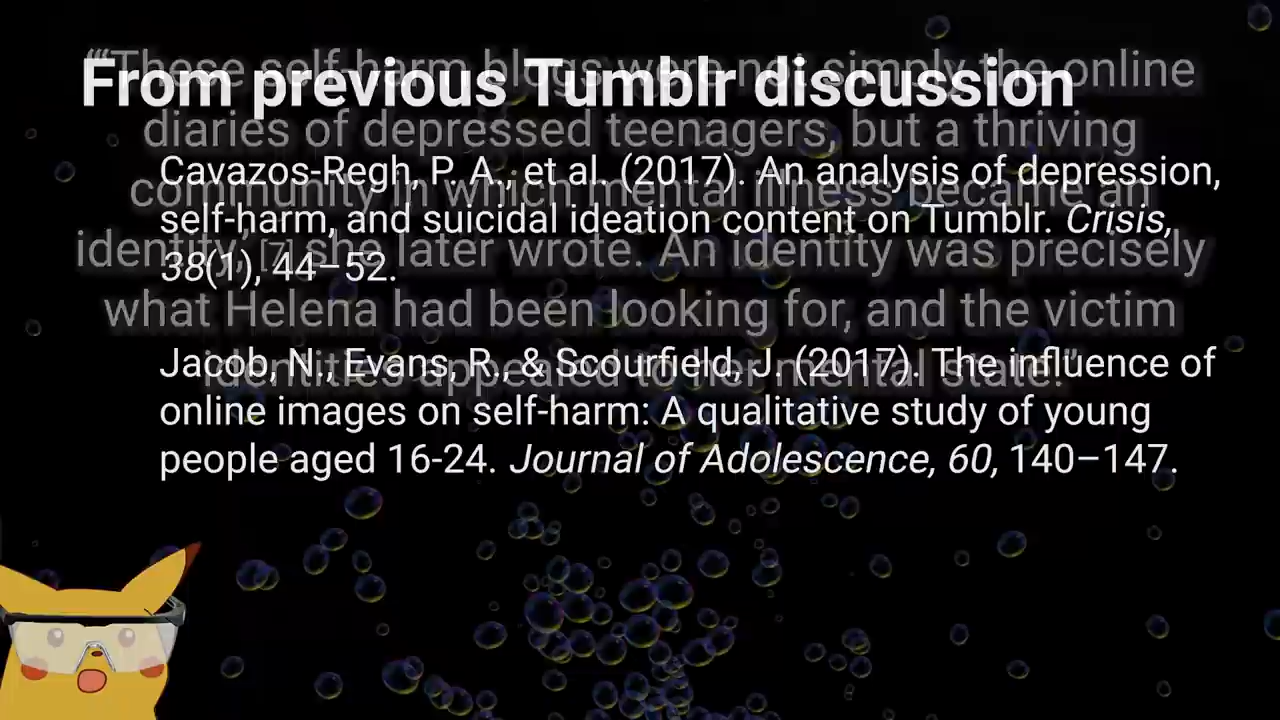 From previous Tumblr discussion
Cavazos-Regh, P. A., et al. (2017). An analysis of depression,
self-harm, and suicidal ideation content on Tumblr. Crisis,
38(1), 44–52.
Jacob, N., Evans, R., & Scourfield, J. (2017). The influence of
online images on self-harm: A qualitative study of young
people aged 16-24. Journal of Adolescence, 60, 140–147.
“‘These self-harm blogs were not simply the online
diaries of depressed teenagers, but a thriving
community in which mental illness became an
identity,’ [7] she later wrote. An identity was precisely
what Helena had been looking for, and the victim
identities appealed to her mental state.”